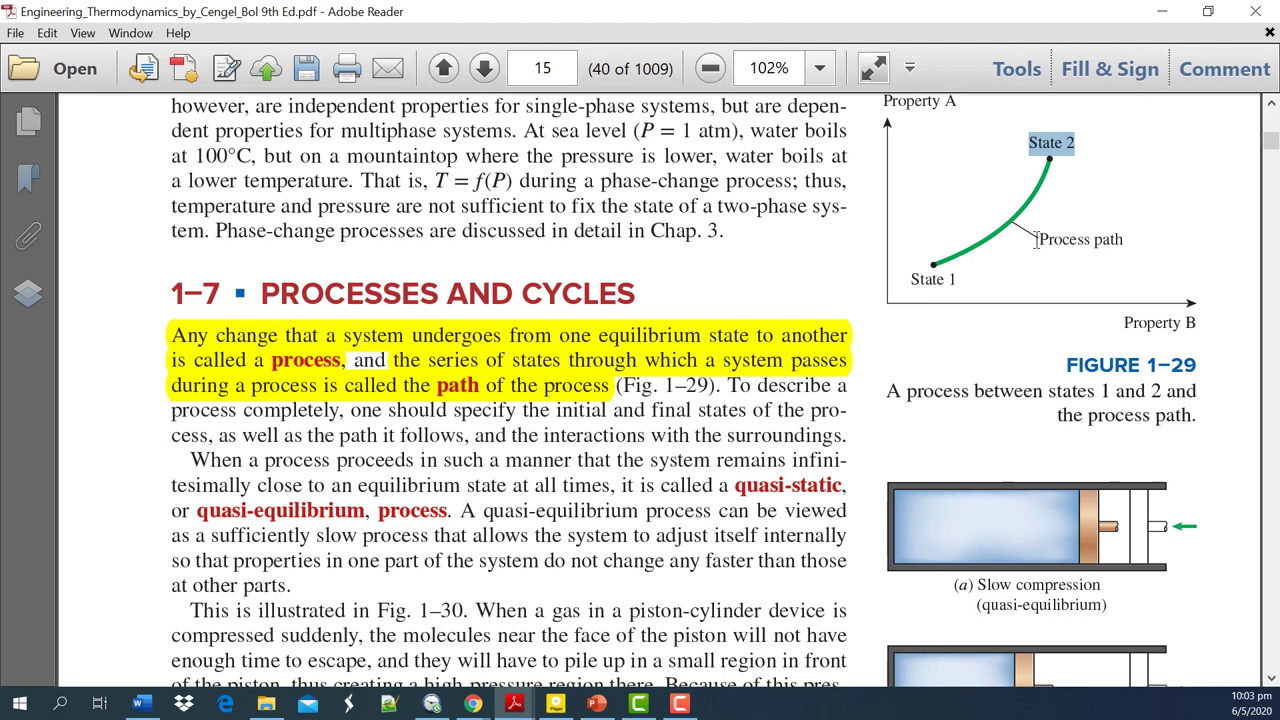 Engineering_Thermodynamics_by_Cengel_Bol 9th Ed.pdf - Adobe Reader
File Edit View Window Help
Open 15 (40 of 1009) 102% Tools Fill & Sign Comment
however, are independent properties for single-phase systems, but are depen-
dent properties for multiphase systems. At sea level (P = 1 atm), water boils
at 100°C, but on a mountaintop where the pressure is lower, water boils at
a lower temperature. That is, T = f(P) during a phase-change process; thus,
temperature and pressure are not sufficient to fix the state of a two-phase sys-
tem. Phase-change processes are discussed in detail in Chap. 3.
1–7 ▪ PROCESSES AND CYCLES
Any change that a system undergoes from one equilibrium state to another
is called a process, and the series of states through which a system passes
during a process is called the path of the process (Fig. 1–29). To describe a
process completely, one should specify the initial and final states of the pro-
cess, as well as the path it follows, and the interactions with the surroundings.
When a process proceeds in such a manner that the system remains infini-
tesimally close to an equilibrium state at all times, it is called a quasi-static,
or quasi-equilibrium, process. A quasi-equilibrium process can be viewed
as a sufficiently slow process that allows the system to adjust itself internally
so that properties in one part of the system do not change any faster than those
at other parts.
This is illustrated in Fig. 1–30. When a gas in a piston-cylinder device is
compressed suddenly, the molecules near the face of the piston will not have
enough time to escape, and they will have to pile up in a small region in front
of the piston, thus creating a high-pressure region there. Because of this pres-
Property A
State 2
Process path
State 1
Property B
FIGURE 1–29
A process between states 1 and 2 and
the process path.
(a) Slow compression
(quasi-equilibrium)
10:03 pm
6/5/2020